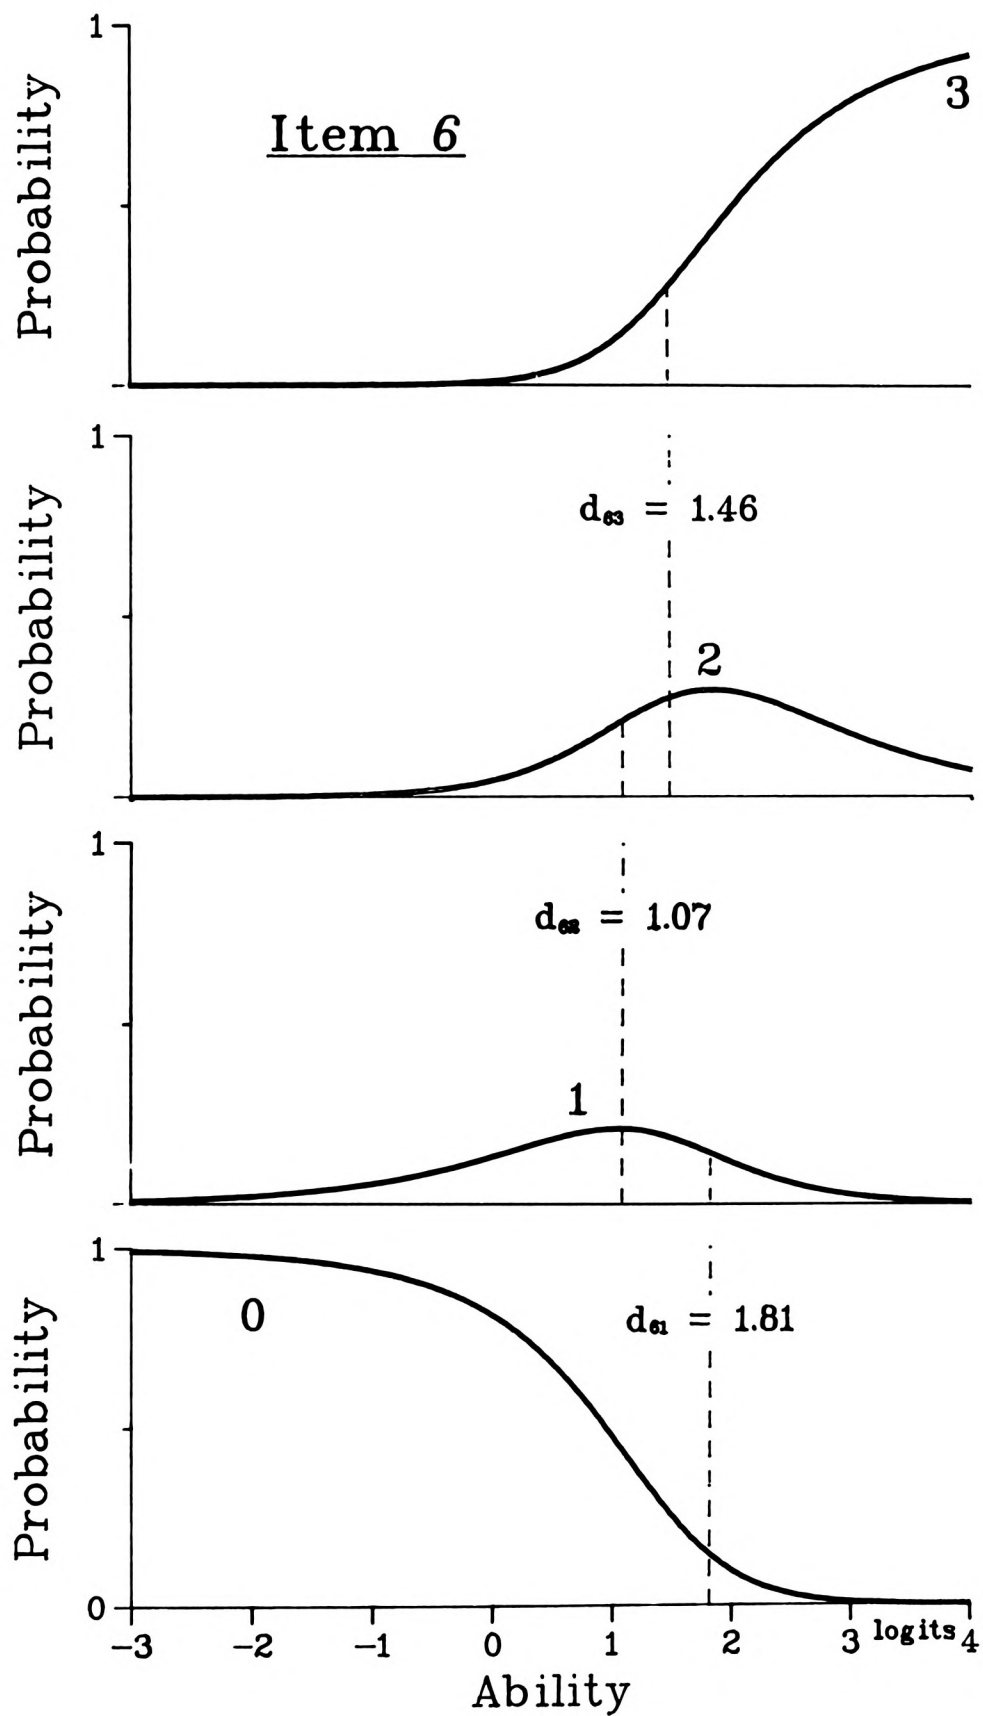 1
Probability
Item 6
3
1
Probability
d₆₃ = 1.46
2
1
Probability
d₆₂ = 1.07
1
1
Probability
0
d₆₁ = 1.81
0
-3 -2 -1 0 1 2 3 logits 4
Ability